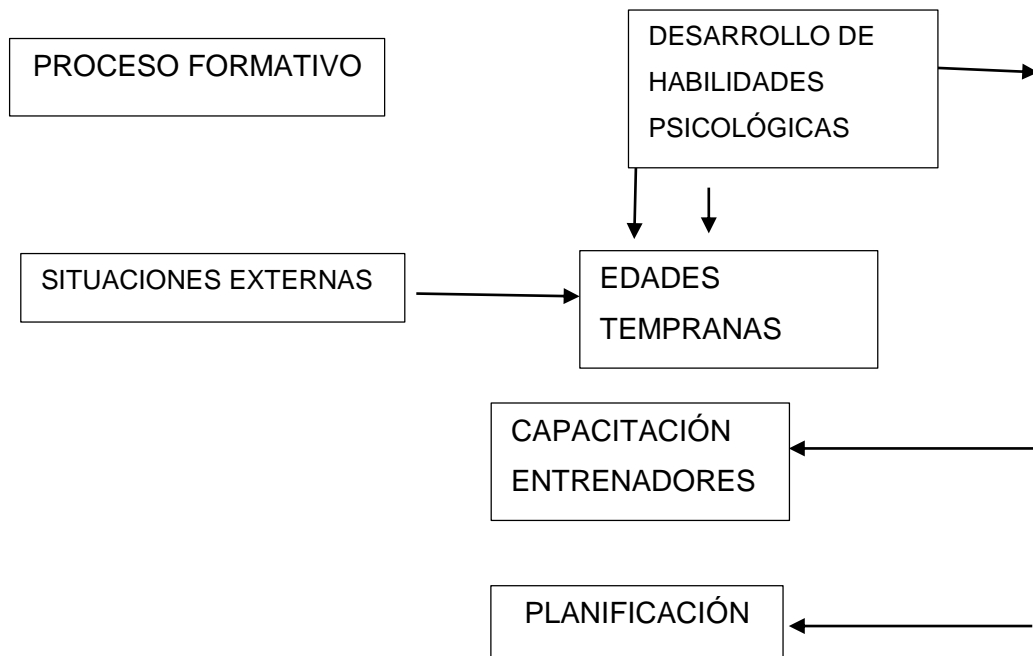 PROCESO FORMATIVO
DESARROLLO DE
HABILIDADES
PSICOLÓGICAS
SITUACIONES EXTERNAS
EDADES
TEMPRANAS
CAPACITACIÓN
ENTRENADORES
PLANIFICACIÓN